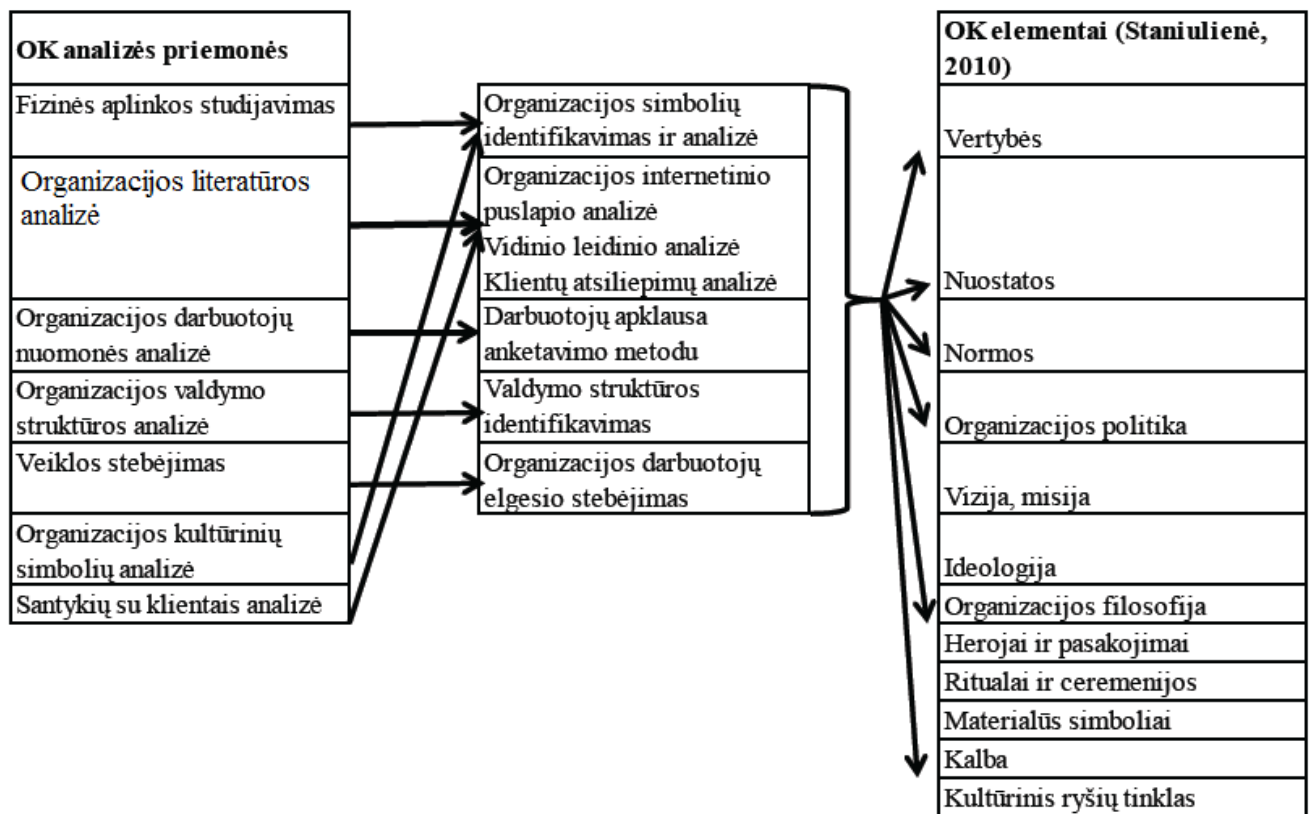 OK analizės priemonės
Fizinės aplinkos studijavimas
Organizacijos literatūros
analizė
Organizacijos darbuotojų
nuomonės analizė
Organizacijos valdymo
struktūros analizė
Veiklos stebėjimas
Organizacijos kultūrinių
simbolių analizė
Santykių su klientais analizė
Organizacijos simbolių
identifikavimas ir analizė
Organizacijos internetinio
puslapio analizė
Vidinio leidinio analizė
Klientų atsiliepimų analizė
Darbuotojų apklausa
anketavimo metodu
Valdymo struktūros
identifikavimas
Organizacijos darbuotojų
elgesio stebėjimas
OK elementai (Staniulienė,
2010)
Vertybės
Nuostatos
Normos
Organizacijos politika
Vizija, misija
Ideologija
Organizacijos filosofija
Herojai ir pasakojimai
Ritualai ir ceremenijos
Materialūs simboliai
Kalba
Kultūrinis ryšių tinklas